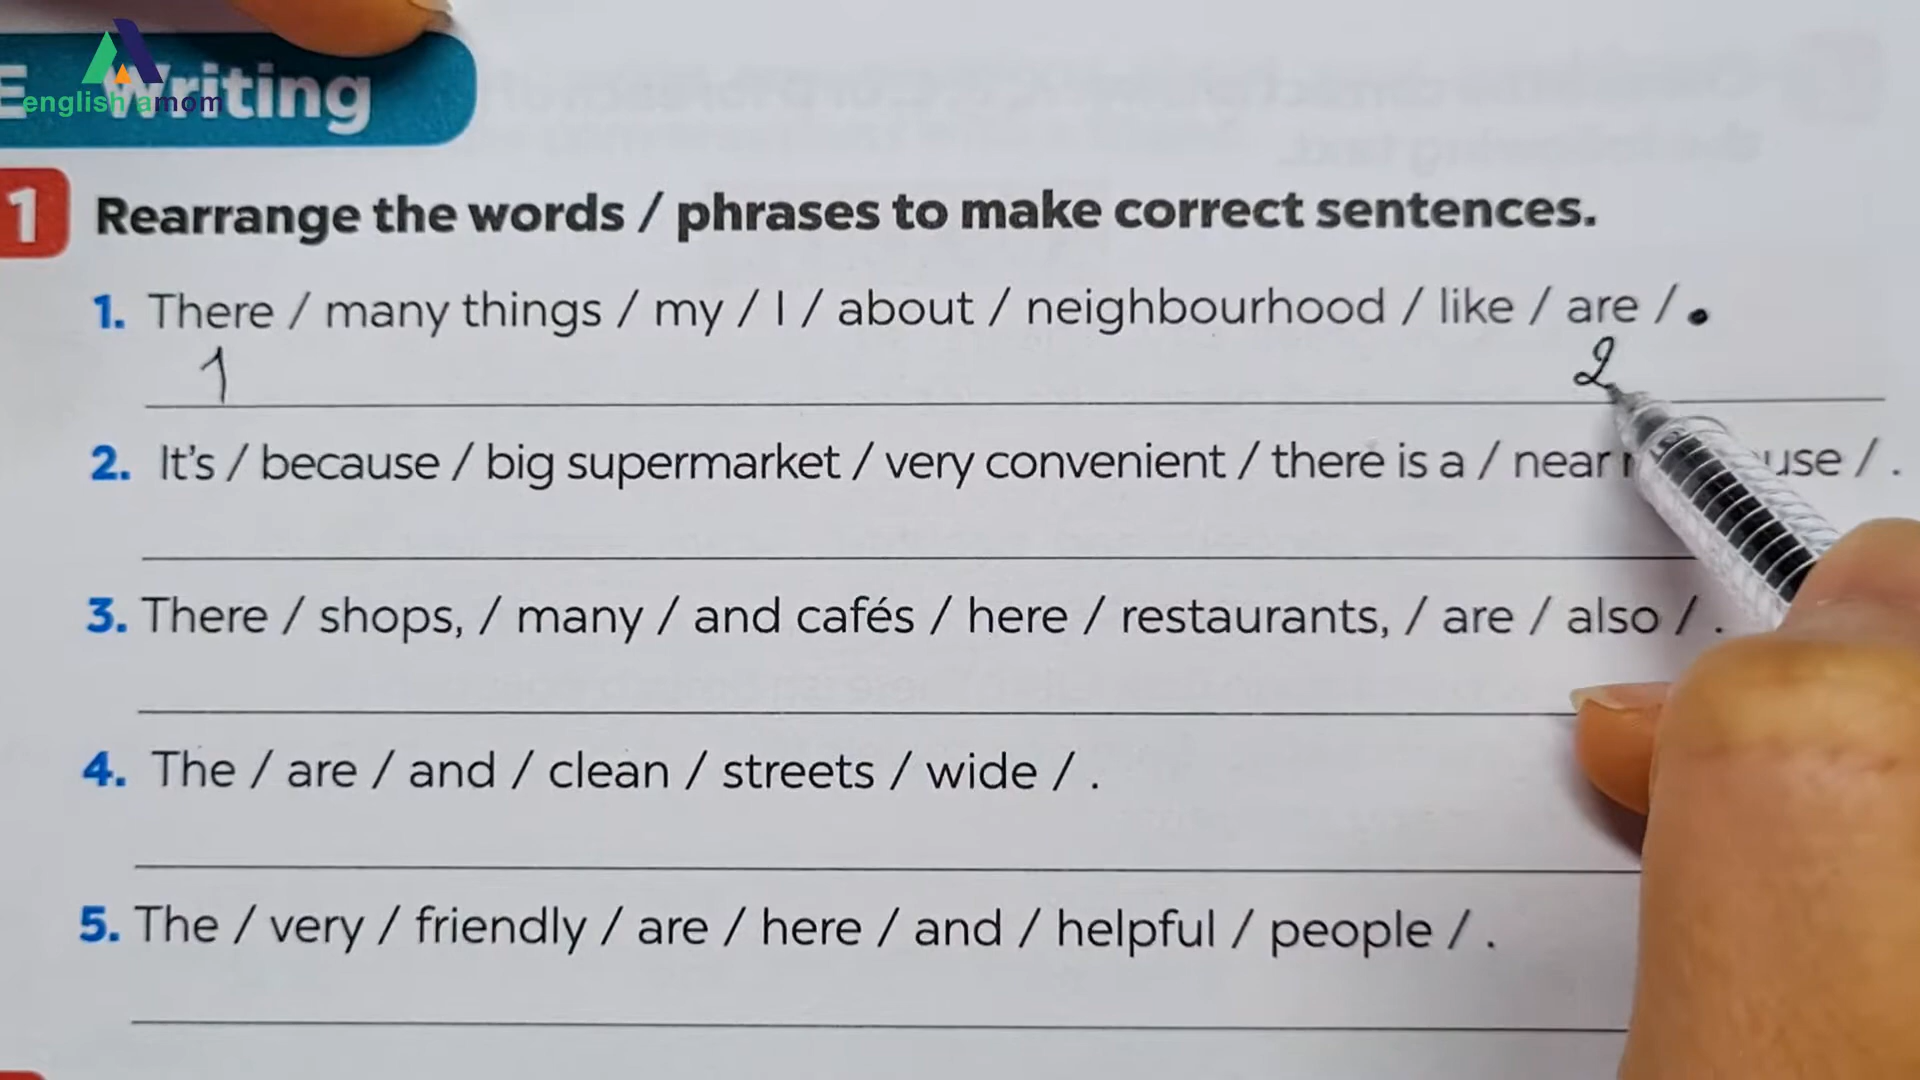 E Writing
english amom
1 Rearrange the words / phrases to make correct sentences.
1. There / many things / my / I / about / neighbourhood / like / are / .
1 2
2. It's / because / big supermarket / very convenient / there is a / near use / .
3. There / shops, / many / and cafés / here / restaurants, / are / also / .
4. The / are / and / clean / streets / wide / .
5. The / very / friendly / are / here / and / helpful / people / .